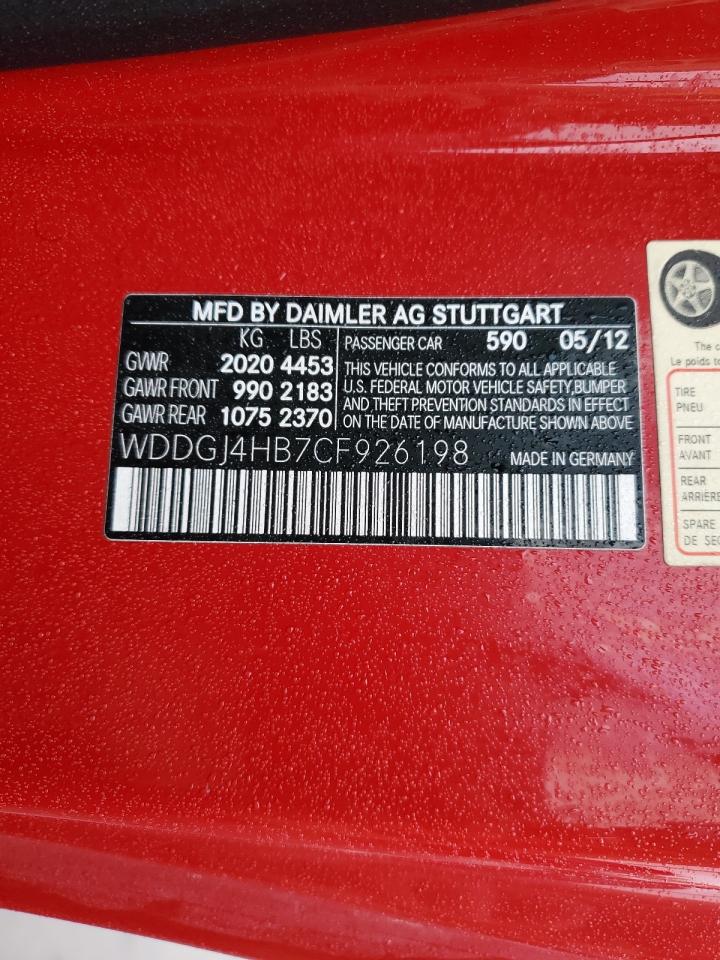 MFD BY DAIMLER AG STUTTGART
KG LBS
GVWR 2020 4453
GAWR FRONT 990 2183
GAWR REAR 1075 2370
PASSENGER CAR 590 05/12
THIS VEHICLE CONFORMS TO ALL APPLICABLE
U.S. FEDERAL MOTOR VEHICLE SAFETY,BUMPER
AND THEFT PREVENTION STANDARDS IN EFFECT
ON THE DATE OF MANUFACTURE SHOWN ABOVE
WDDGJ4HB7CF926198 MADE IN GERMANY
The
Le poids
TIRE
PNEU
FRONT
AVANT
REAR
ARRIÈRE
SPARE
DE